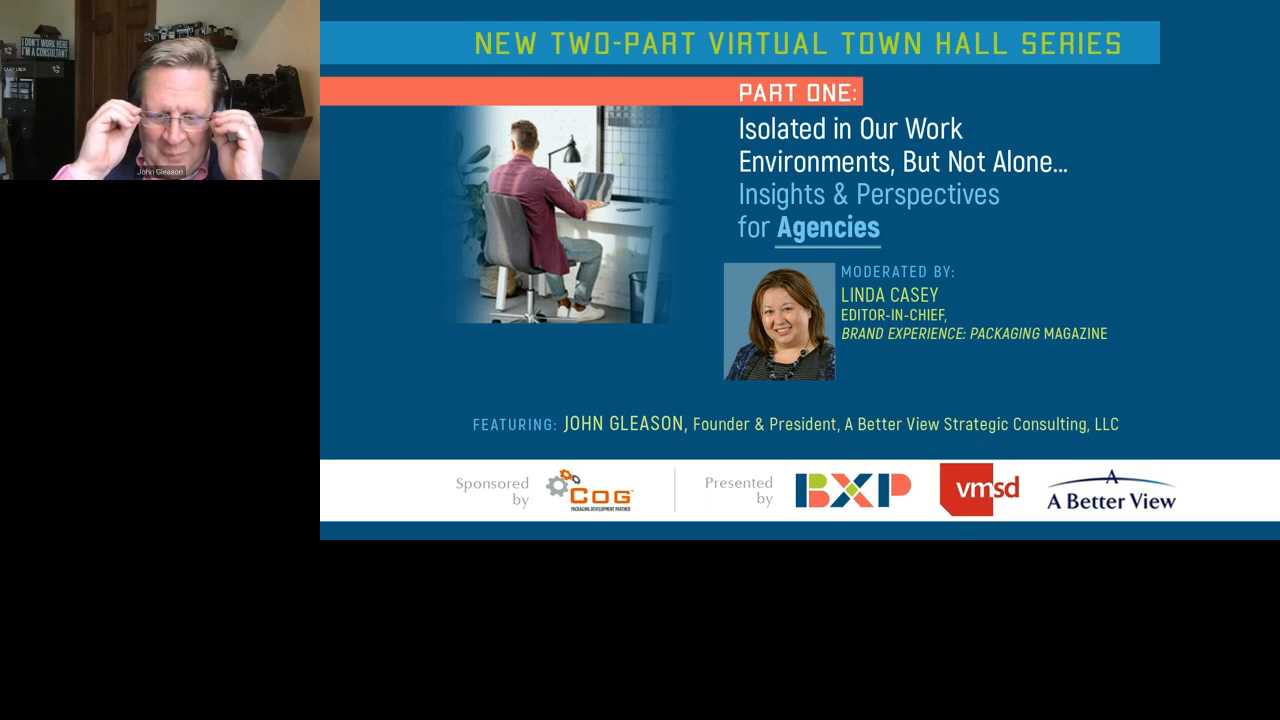 I DON'T WORK HERE
I'M A CONSULTANT
CASEY LINDA
John Gleason
NEW TWO-PART VIRTUAL TOWN HALL SERIES
PART ONE:
Isolated in Our Work
Environments, But Not Alone...
Insights & Perspectives
for Agencies
MODERATED BY:
LINDA CASEY
EDITOR-IN-CHIEF,
BRAND EXPERIENCE: PACKAGING MAGAZINE
FEATURING: JOHN GLEASON, Founder & President, A Better View Strategic Consulting, LLC
Sponsored
by
COG
PACKAGING DEVELOPMENT PARTNER
Presented
by
BXP
vmsd
A BETTER VIEW